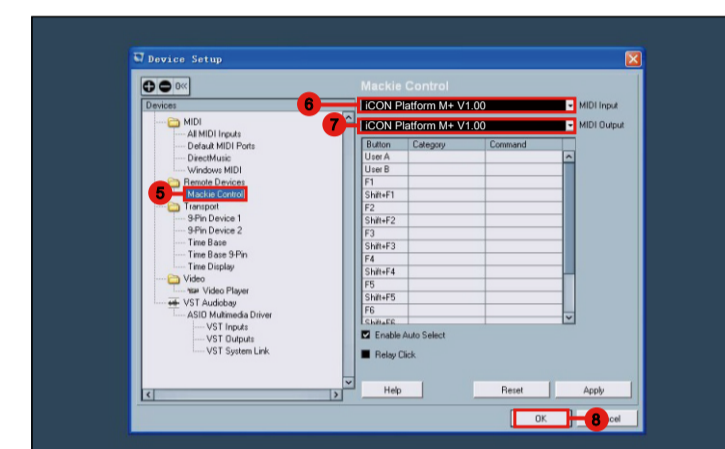 Device Setup
Mackie Control
Devices
MIDI
All MIDI Inputs
Default MIDI Ports
DirectMusic
Windows MIDI
Remote Devices
5
Mackie Control
Transport
9-Pin Device 1
9-Pin Device 2
Time Base
Time Base 9-Pin
Time Display
Video
Video Player
VST Audiobay
ASIO Multimedia Driver
VST Inputs
VST Outputs
VST System Link
6
iCON Platform M+ V1.00
MIDI Input
7
iCON Platform M+ V1.00
MIDI Output
Button Category Command
User A
User B
F1
Shift+F1
F2
Shift+F2
F3
Shift+F3
F4
Shift+F4
F5
Shift+F5
F6
Enable Auto Select
Relay Click
Help Reset Apply
OK 8